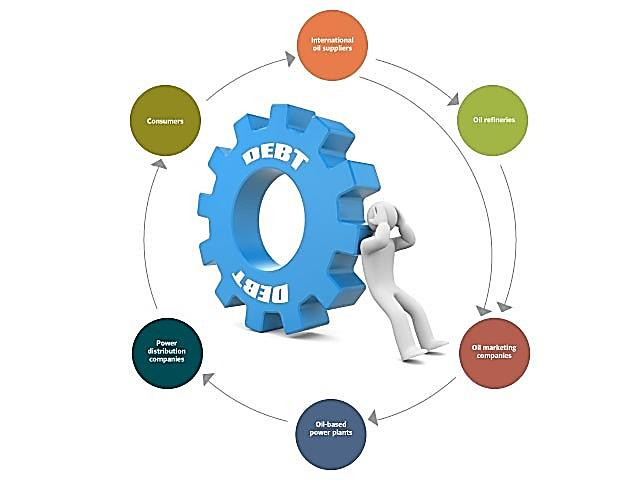 International
oil suppliers
Consumers
Oil refineries
DEBT
DEBT
Power
distribution
companies
Oil marketing
companies
Oil-based
power plants